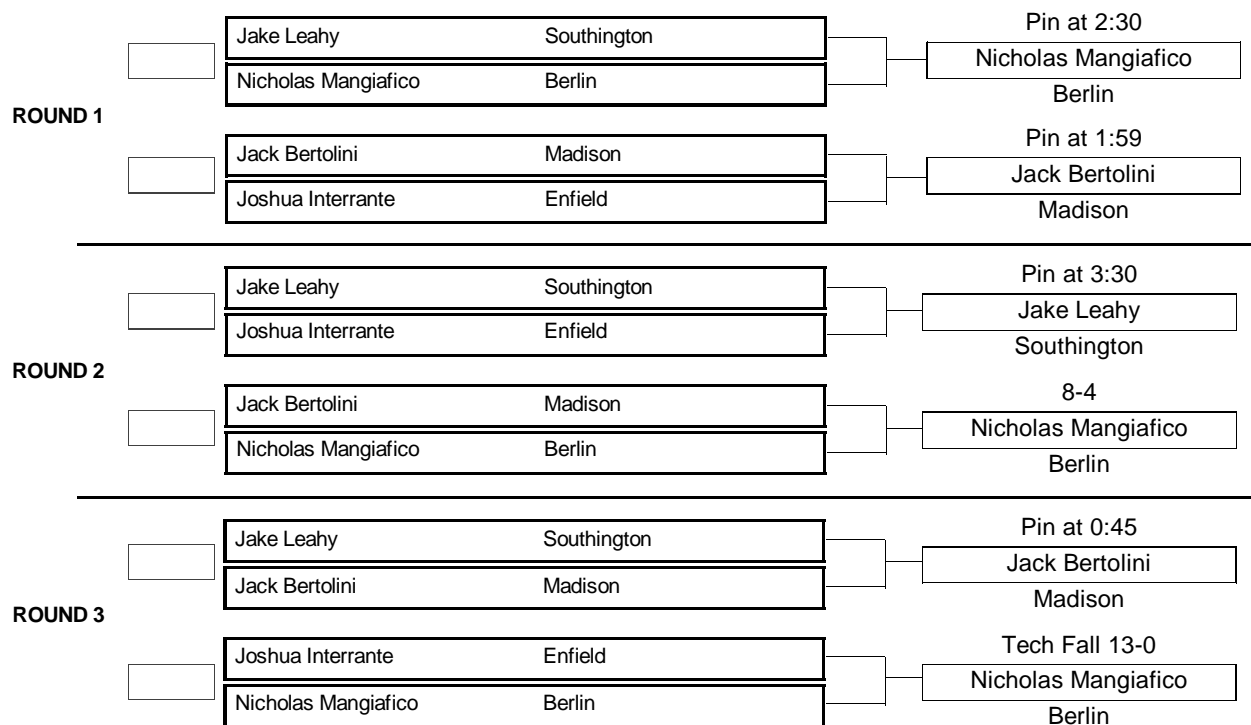 Pin at 2:30
Jake Leahy Southington
Nicholas Mangiafico
Nicholas Mangiafico Berlin
Berlin
ROUND 1
Pin at 1:59
Jack Bertolini Madison
Jack Bertolini
Joshua Interrante Enfield
Madison
Pin at 3:30
Jake Leahy Southington
Jake Leahy
Joshua Interrante Enfield
Southington
ROUND 2
8-4
Jack Bertolini Madison
Nicholas Mangiafico
Nicholas Mangiafico Berlin
Berlin
Pin at 0:45
Jake Leahy Southington
Jack Bertolini
Jack Bertolini Madison
Madison
ROUND 3
Tech Fall 13-0
Joshua Interrante Enfield
Nicholas Mangiafico
Nicholas Mangiafico Berlin
Berlin